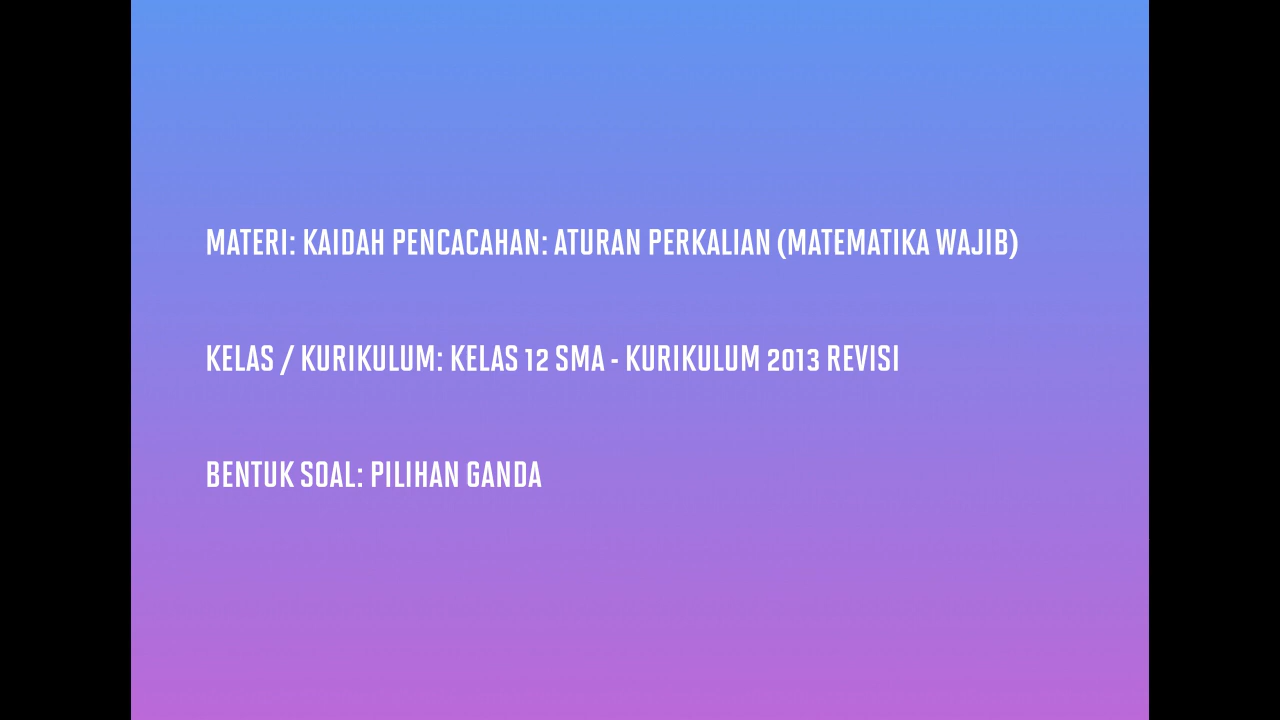 MATERI: KAIDAH PENCACAHAN: ATURAN PERKALIAN (MATEMATIKA WAJIB)
KELAS / KURIKULUM: KELAS 12 SMA - KURIKULUM 2013 REVISI
BENTUK SOAL: PILIHAN GANDA